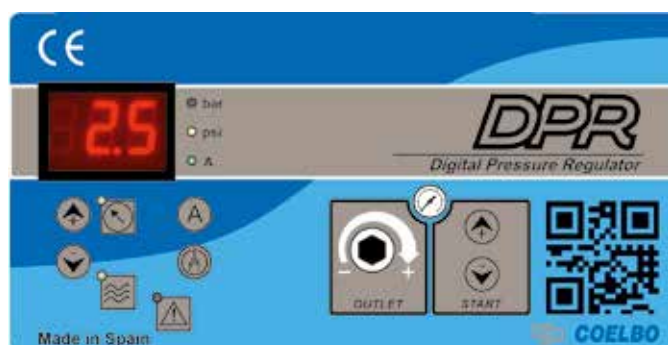 CE
2.5
bar
psi
A
DPR
Digital Pressure Regulator
A
A
- +
OUTLET
START
Made in Spain
COELBO